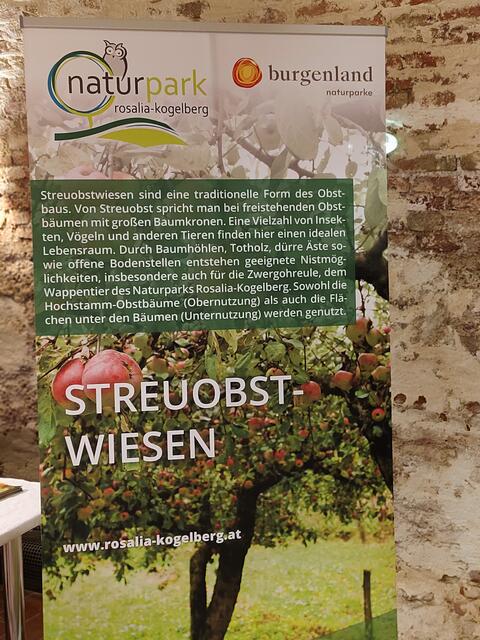 naturpark
rosalia-kogelberg
burgenland
naturparke
Streuobstwiesen sind eine traditionelle Form des Obst-
baus. Von Streuobst spricht man bei freistehenden Obst-
bäumen mit großen Baumkronen. Eine Vielzahl von Insek-
ten, Vögeln und anderen Tieren finden hier einen idealen
Lebensraum. Durch Baumhöhlen, Totholz, dürre Äste so-
wie offene Bodenstellen entstehen geeignete Nistmög-
lichkeiten, insbesondere auch für die Zwergohreule, dem
Wappentier des Naturparks Rosalia-Kogelberg. Sowohl die
Hochstamm-Obstbäume (Obernutzung) als auch die Flä-
chen unter den Bäumen (Unternutzung) werden genutzt.
STREUOBST-
WIESEN
www.rosalia-kogelberg.at